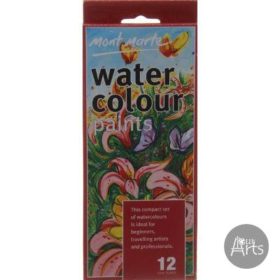 Mont Marte
water
colour
paints
This compact set
of watercolours
is ideal for
beginners,
travelling artists
and professionals.
12
Arts